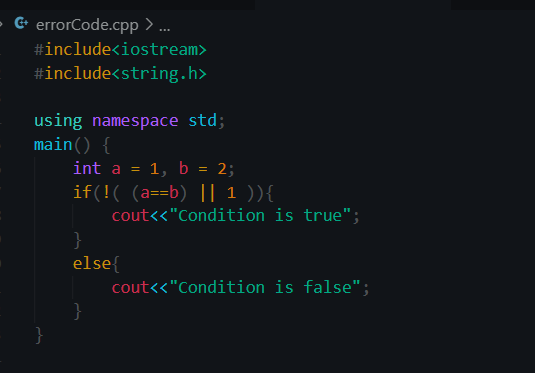 errorCode.cpp > ...
#include<iostream>
#include<string.h>
using namespace std;
main() {
    int a = 1, b = 2;
    if(!( (a==b) || 1 )){
        cout<<"Condition is true";
    }
    else{
        cout<<"Condition is false";
    }
}